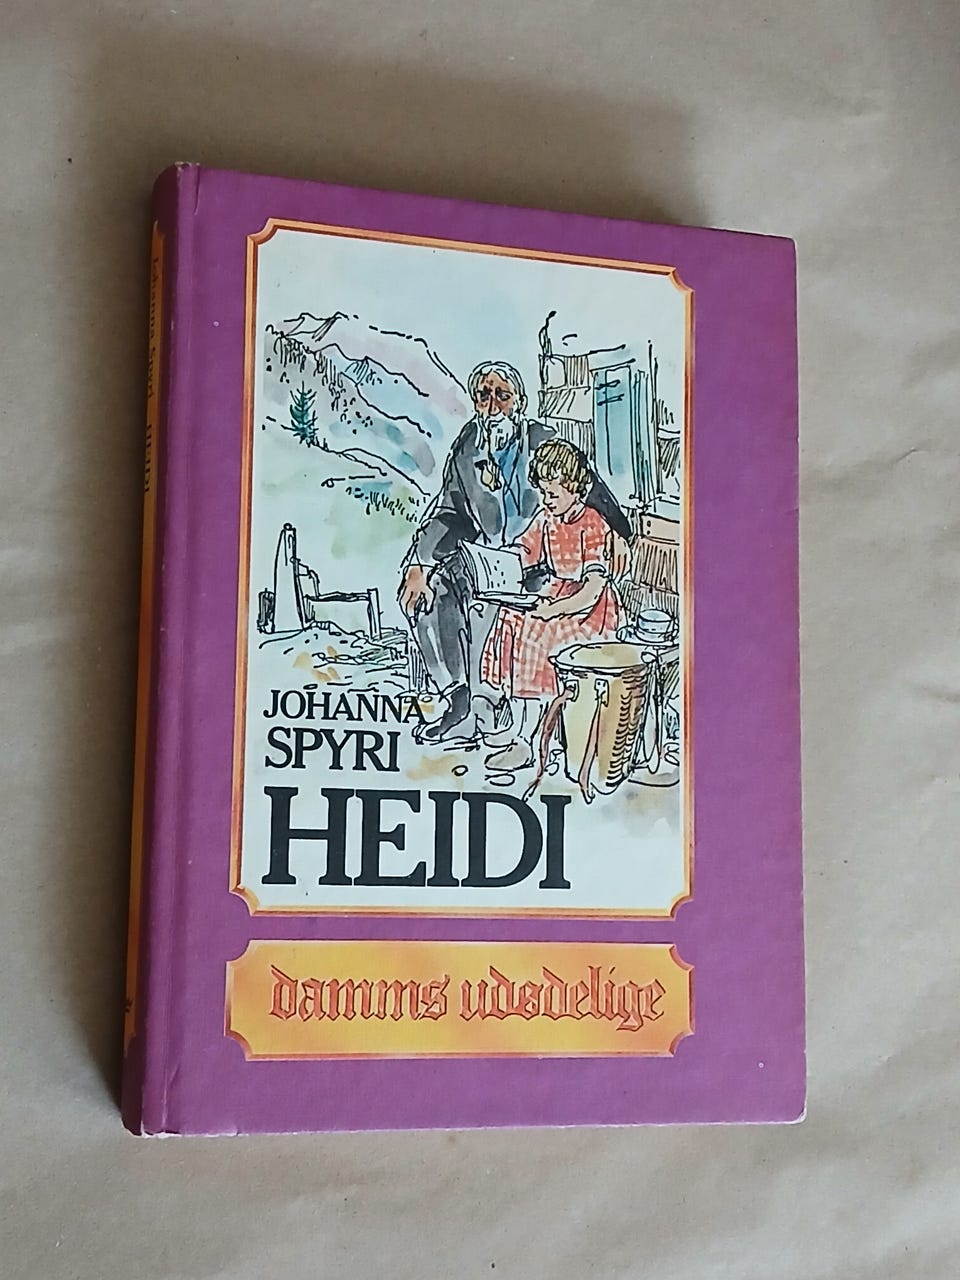 JOHANNA
SPYRI
HEIDI
damms udødelige
Johanna Spyri HEIDI